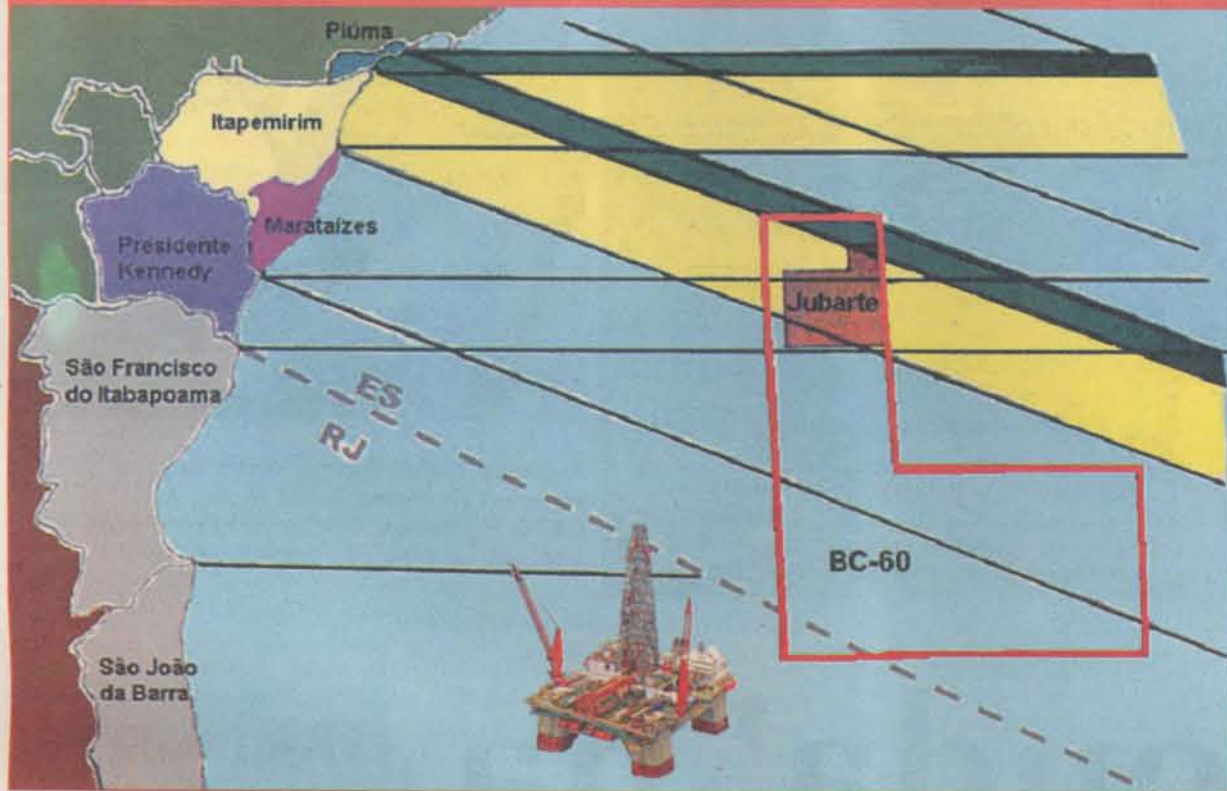 Piúma
Itapemirim
Marataízes
Presidente
Kennedy
Jubarte
São Francisco
do Itabapoama
ES
RJ
BC-60
São João
da Barra